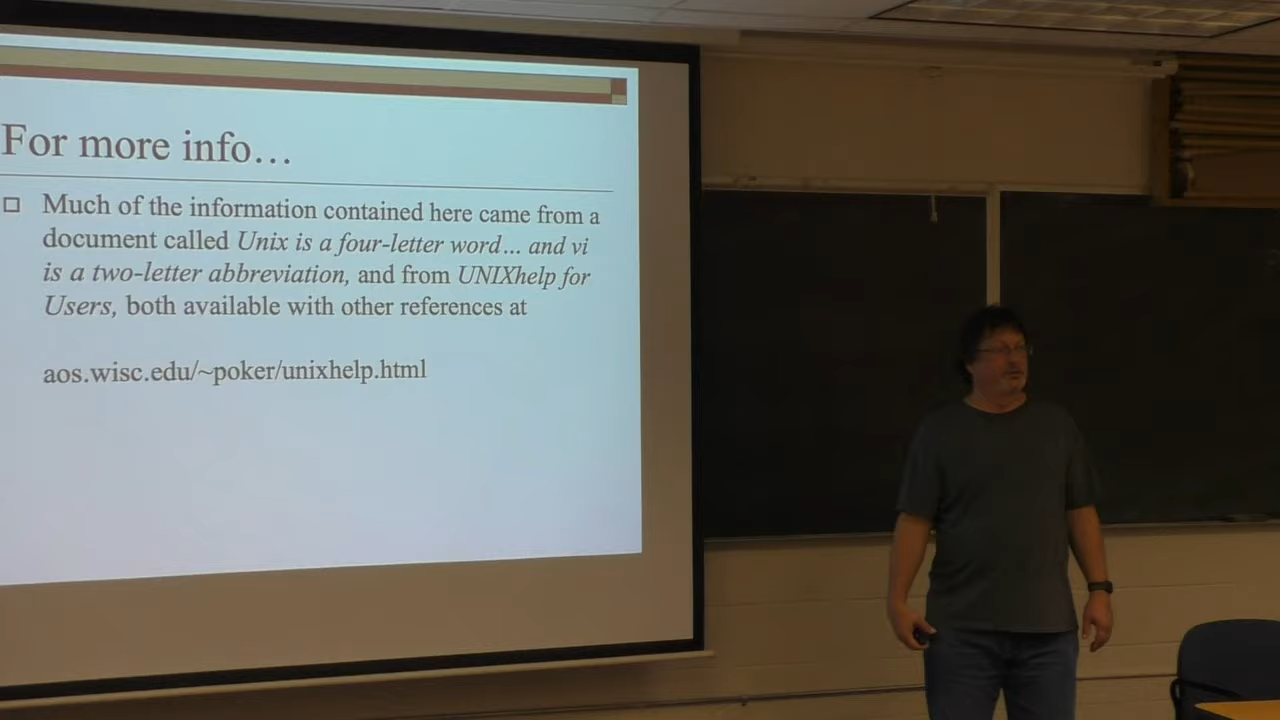 For more info…
Much of the information contained here came from a
document called Unix is a four-letter word... and vi
is a two-letter abbreviation, and from UNIXhelp for
Users, both available with other references at
aos.wisc.edu/~poker/unixhelp.html